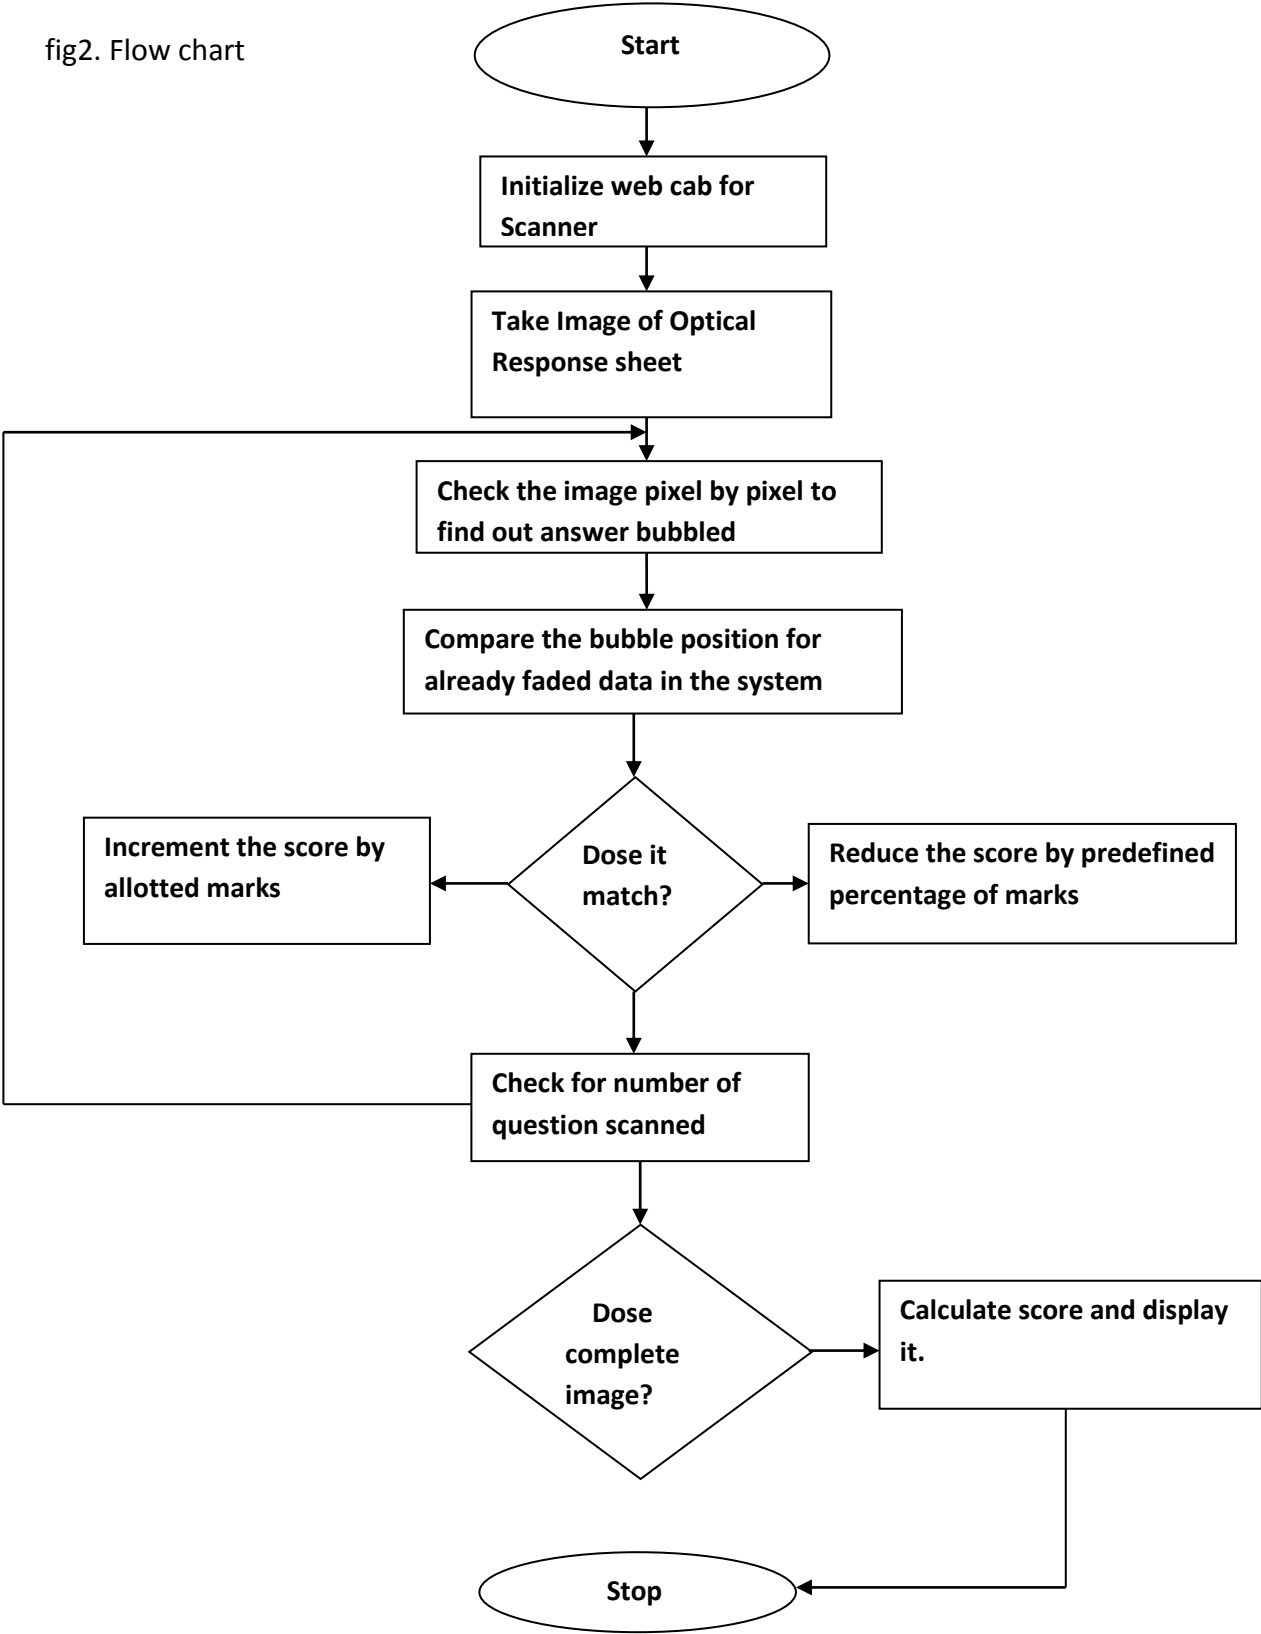 fig2. Flow chart
Start
Initialize web cab for
Scanner
Take Image of Optical
Response sheet
Check the image pixel by pixel to
find out answer bubbled
Compare the bubble position for
already faded data in the system
Increment the score by
allotted marks
Dose it
match?
Reduce the score by predefined
percentage of marks
Check for number of
question scanned
Dose
complete
image?
Calculate score and display
it.
Stop